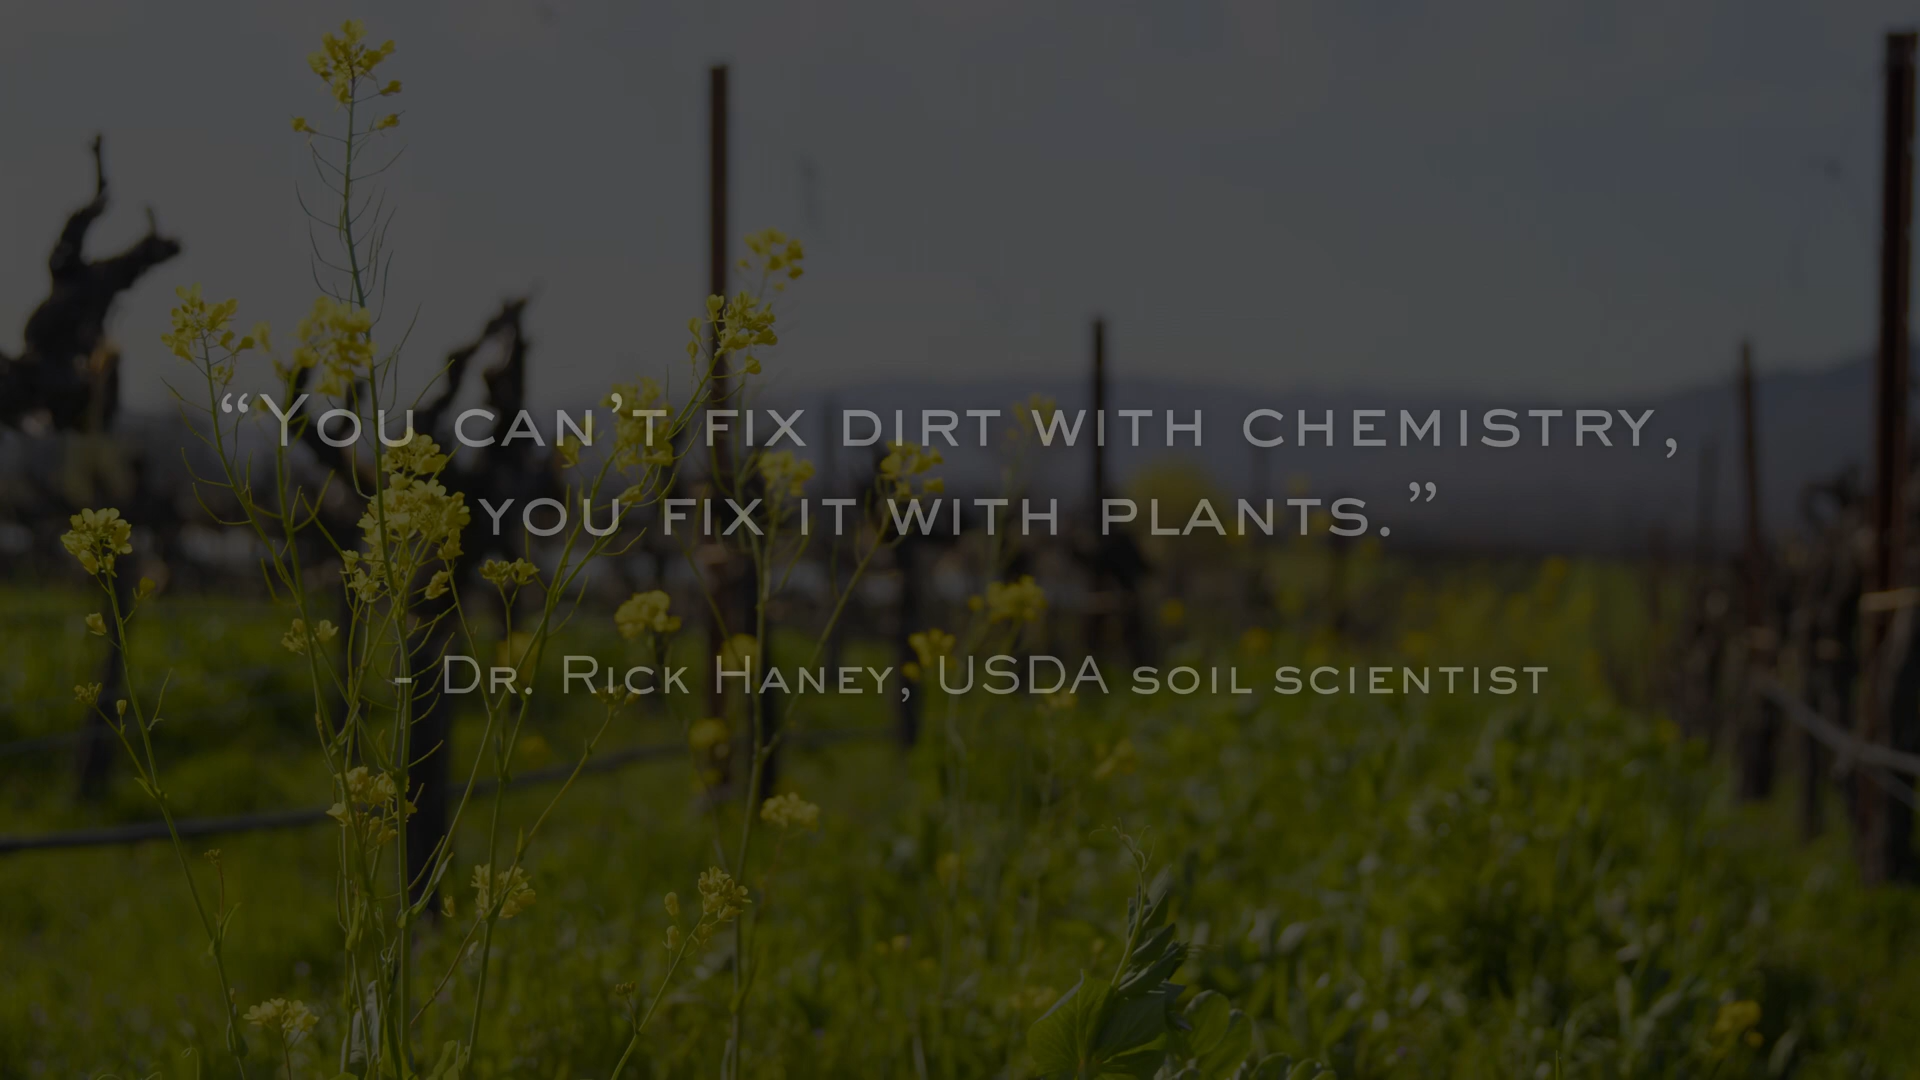 “You can’t fix dirt with chemistry,
you fix it with plants.”
- Dr. Rick Haney, USDA soil scientist